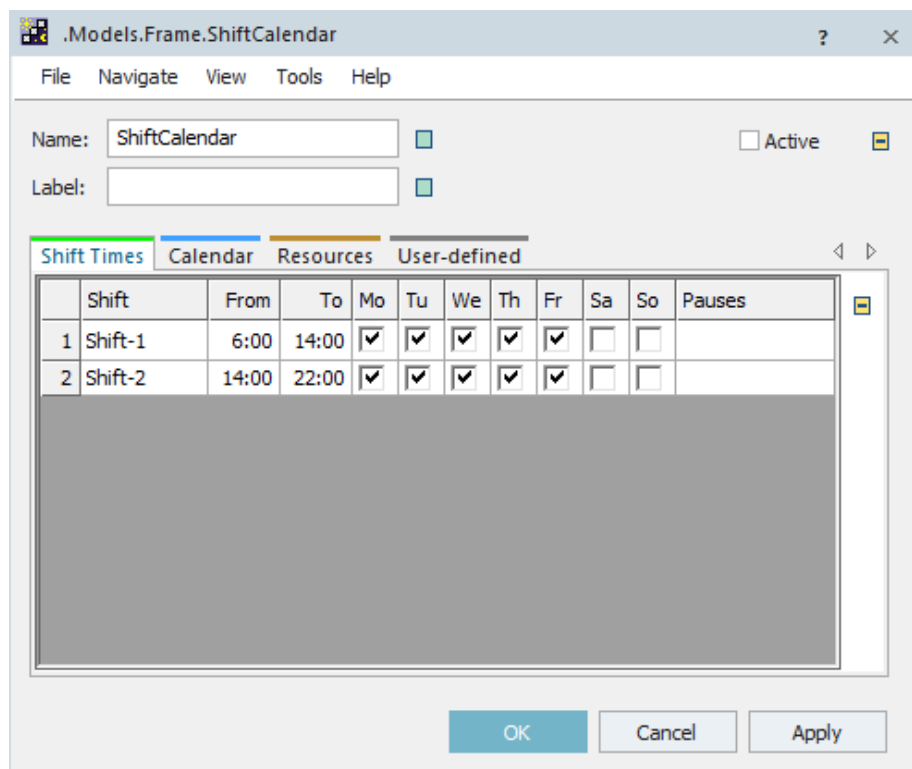 .Models.Frame.ShiftCalendar ? ×
File Navigate View Tools Help
Name: ShiftCalendar Active
Label:
Shift Times Calendar Resources User-defined
Shift From To Mo Tu We Th Fr Sa So Pauses
1 Shift-1 6:00 14:00
2 Shift-2 14:00 22:00
OK Cancel Apply